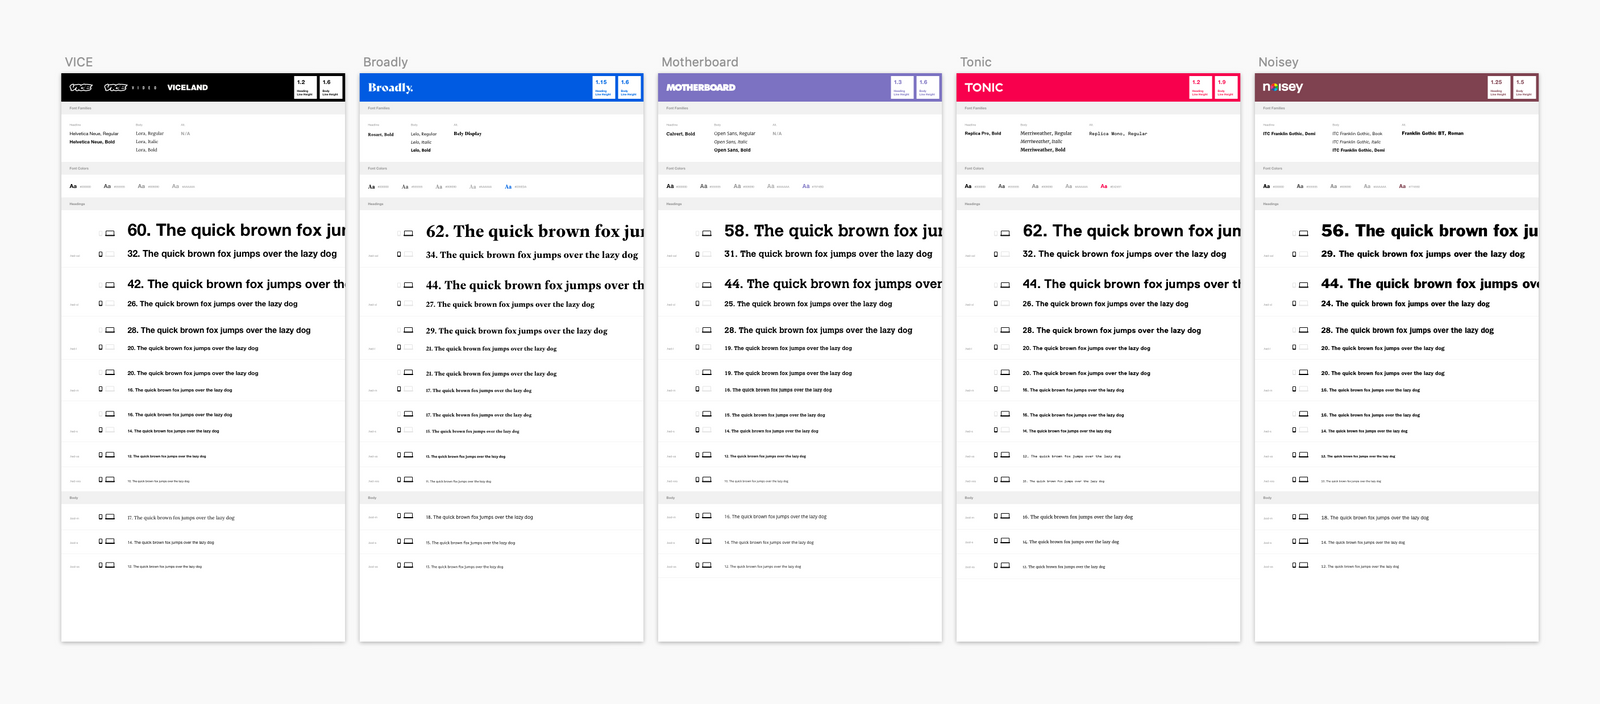 VICE
VICE VICE VIDEO VICELAND
1.2 Heading Line Height
1.6 Body Line Height
Font Families
Helvetica Neue, Regular
Helvetica Neue, Bold
Lora, Regular
Lora, Italic
Lora, Bold
N/A
Font Colors
Aa Aa Aa Aa
Headings
60. The quick brown fox jum
32. The quick brown fox jumps over the lazy dog
42. The quick brown fox jumps over th
26. The quick brown fox jumps over the lazy dog
28. The quick brown fox jumps over the lazy dog
20. The quick brown fox jumps over the lazy dog
20. The quick brown fox jumps over the lazy dog
16. The quick brown fox jumps over the lazy dog
16. The quick brown fox jumps over the lazy dog
14. The quick brown fox jumps over the lazy dog
12. The quick brown fox jumps over the lazy dog
The quick brown fox jumps over the lazy dog
Body
17. The quick brown fox jumps over the lazy dog
14. The quick brown fox jumps over the lazy dog
12. The quick brown fox jumps over the lazy dog
Broadly
Broadly.
1.15 Heading Line Height
1.6 Body Line Height
Font Families
Bold
Lelo, Regular
Lelo, Italic
Lelo, Bold
Display
Font Colors
Aa Aa Aa Aa Aa
Headings
62. The quick brown fox jum
34. The quick brown fox jumps over the lazy dog
44. The quick brown fox jumps over th
27. The quick brown fox jumps over the lazy dog
29. The quick brown fox jumps over the lazy dog
21. The quick brown fox jumps over the lazy dog
21. The quick brown fox jumps over the lazy dog
17. The quick brown fox jumps over the lazy dog
17. The quick brown fox jumps over the lazy dog
The quick brown fox jumps over the lazy dog
The quick brown fox jumps over the lazy dog
The quick brown fox jumps over the lazy dog
Body
18. The quick brown fox jumps over the lazy dog
15. The quick brown fox jumps over the lazy dog
The quick brown fox jumps over the lazy dog
Motherboard
MOTHERBOARD
1.3 Heading Line Height
1.6 Body Line Height
Font Families
Calvert, Bold
Open Sans, Regular
Open Sans, Italic
Open Sans, Bold
N/A
Font Colors
Aa Aa Aa Aa Aa
Headings
58. The quick brown fox jum
31. The quick brown fox jumps over the lazy dog
44. The quick brown fox jumps over
25. The quick brown fox jumps over the lazy dog
28. The quick brown fox jumps over the lazy dog
19. The quick brown fox jumps over the lazy dog
19. The quick brown fox jumps over the lazy dog
16. The quick brown fox jumps over the lazy dog
The quick brown fox jumps over the lazy dog
14. The quick brown fox jumps over the lazy dog
The quick brown fox jumps over the lazy dog
The quick brown fox jumps over the lazy dog
Body
16. The quick brown fox jumps over the lazy dog
14. The quick brown fox jumps over the lazy dog
12. The quick brown fox jumps over the lazy dog
Tonic
TONIC
1.2 Heading Line Height
1.9 Body Line Height
Font Families
Replica Pro, Bold
Merriweather, Regular
Merriweather, Italic
Merriweather, Bold
Replica Mono, Regular
Font Colors
Aa Aa Aa Aa Aa
Headings
62. The quick brown fox jum
32. The quick brown fox jumps over the lazy dog
44. The quick brown fox jumps over t
26. The quick brown fox jumps over the lazy dog
28. The quick brown fox jumps over the lazy dog
20. The quick brown fox jumps over the lazy dog
20. The quick brown fox jumps over the lazy dog
16. The quick brown fox jumps over the lazy dog
16. The quick brown fox jumps over the lazy dog
14. The quick brown fox jumps over the lazy dog
12. The quick brown fox jumps over the lazy dog
The quick brown fox jumps over the lazy dog
Body
16. The quick brown fox jumps over the lazy dog
14. The quick brown fox jumps over the lazy dog
12. The quick brown fox jumps over the lazy dog
Noisey
noisey
1.25 Heading Line Height
1.5 Body Line Height
Font Families
ITC Franklin Gothic, Demi
ITC Franklin Gothic, Book
ITC Franklin Gothic, Italic
ITC Franklin Gothic, Demi
Franklin Gothic BT, Roman
Font Colors
Aa Aa Aa Aa Aa
Headings
56. The quick brown fox ju
29. The quick brown fox jumps over the lazy dog
44. The quick brown fox jumps ove
24. The quick brown fox jumps over the lazy dog
28. The quick brown fox jumps over the lazy dog
20. The quick brown fox jumps over the lazy dog
20. The quick brown fox jumps over the lazy dog
16. The quick brown fox jumps over the lazy dog
16. The quick brown fox jumps over the lazy dog
14. The quick brown fox jumps over the lazy dog
12. The quick brown fox jumps over the lazy dog
The quick brown fox jumps over the lazy dog
Body
18. The quick brown fox jumps over the lazy dog
14. The quick brown fox jumps over the lazy dog
12. The quick brown fox jumps over the lazy dog